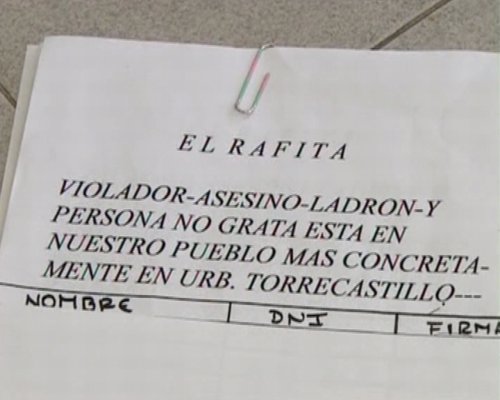 EL RAFITA
VIOLADOR-ASESINO-LADRON-Y
PERSONA NO GRATA ESTA EN
NUESTRO PUEBLO MAS CONCRETA-
MENTE EN URB. TORRECASTILLO---
NOMBRE DNI FIRMA